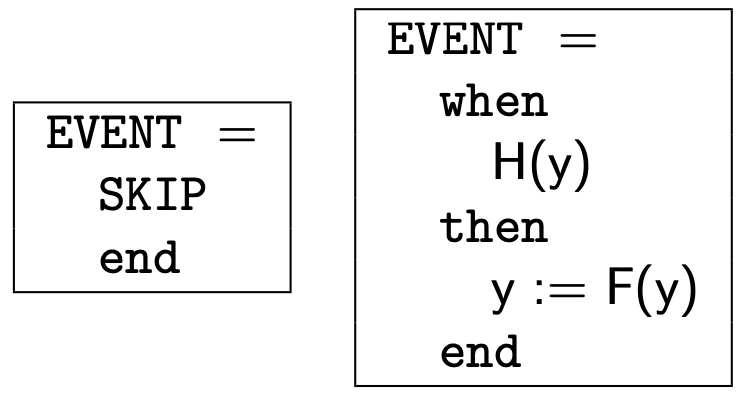 EVENT =
SKIP
end
EVENT =
when
H(y)
then
y := F(y)
end